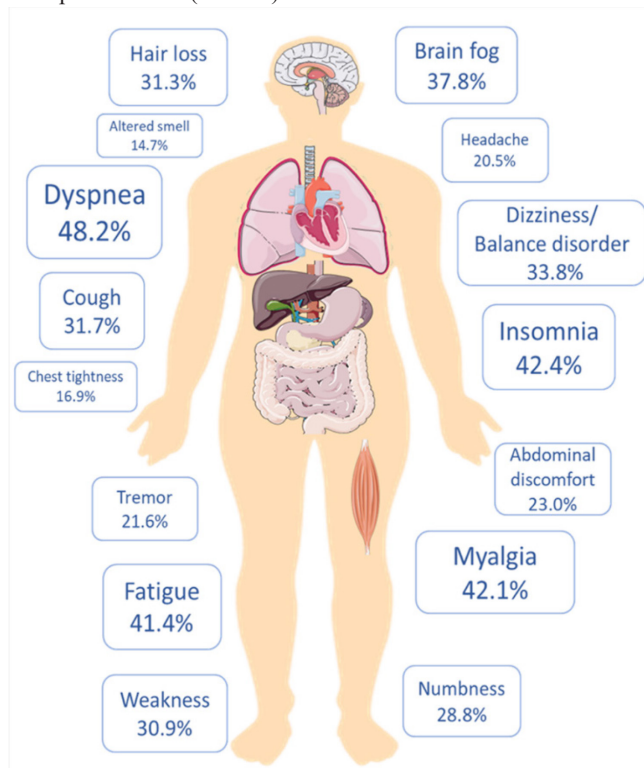 Hair loss
31.3%
Brain fog
37.8%
Altered smell
14.7%
Headache
20.5%
Dyspnea
48.2%
Dizziness/
Balance disorder
33.8%
Cough
31.7%
Insomnia
42.4%
Chest tightness
16.9%
Abdominal
discomfort
23.0%
Tremor
21.6%
Myalgia
42.1%
Fatigue
41.4%
Weakness
30.9%
Numbness
28.8%